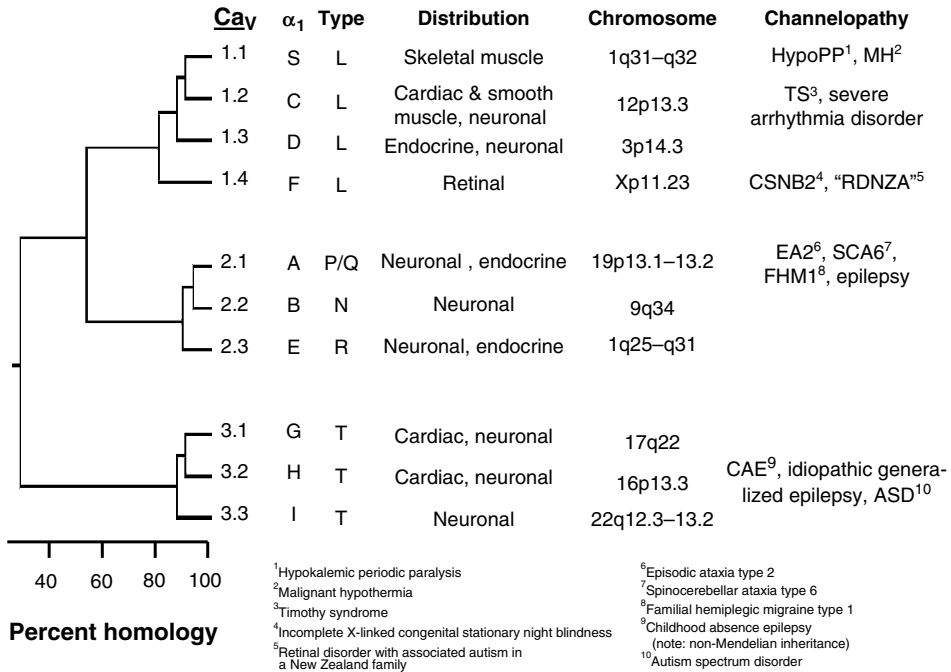 CaV α1 Type Distribution Chromosome Channelopathy
1.1 S L Skeletal muscle 1q31–q32 HypoPP1, MH2
1.2 C L Cardiac & smooth muscle, neuronal 12p13.3 TS3, severe arrhythmia disorder
1.3 D L Endocrine, neuronal 3p14.3
1.4 F L Retinal Xp11.23 CSNB24, “RDNZA”5
2.1 A P/Q Neuronal , endocrine 19p13.1–13.2 EA26, SCA67, FHM18, epilepsy
2.2 B N Neuronal 9q34
2.3 E R Neuronal, endocrine 1q25–q31
3.1 G T Cardiac, neuronal 17q22
3.2 H T Cardiac, neuronal 16p13.3 CAE9, idiopathic genera-
lized epilepsy, ASD10
3.3 I T Neuronal 22q12.3–13.2
40 60 80 100
Percent homology
1Hypokalemic periodic paralysis
2Malignant hypothermia
3Timothy syndrome
4Incomplete X-linked congenital stationary night blindness
5Retinal disorder with associated autism in
a New Zealand family
6Episodic ataxia type 2
7Spinocerebellar ataxia type 6
8Familial hemiplegic migraine type 1
9Childhood absence epilepsy
(note: non-Mendelian inheritance)
10Autism spectrum disorder